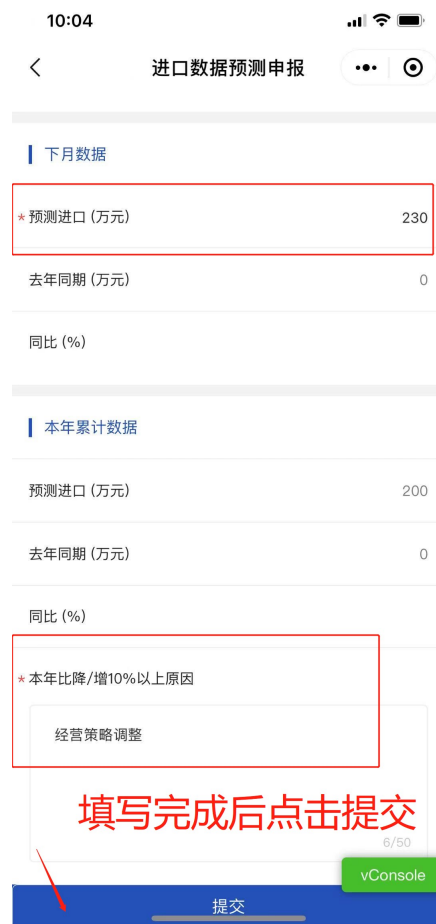 10:04
进口数据预测申报
下月数据
* 预测进口 (万元) 230
去年同期 (万元) 0
同比 (%)
本年累计数据
预测进口 (万元) 200
去年同期 (万元) 0
同比 (%)
* 本年比降/增10%以上原因
经营策略调整
填写完成后点击提交
6/50
vConsole
提交